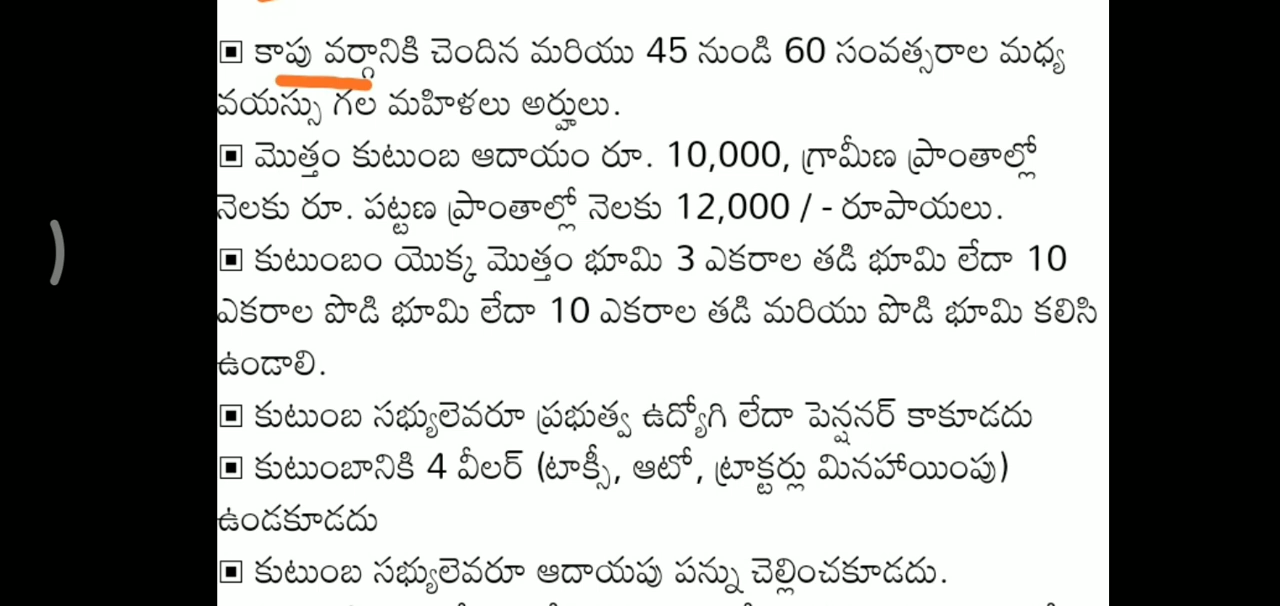 ▣ కాపు వర్గానికి చెందిన మరియు 45 నుండి 60 సంవత్సరాల మధ్య
వయస్సు గల మహిళలు అర్హులు.
▣ మొత్తం కుటుంబ ఆదాయం రూ. 10,000, గ్రామీణ ప్రాంతాల్లో
నెలకు రూ. పట్టణ ప్రాంతాల్లో నెలకు 12,000 / - రూపాయలు.
▣ కుటుంబం యొక్క మొత్తం భూమి 3 ఎకరాల తడి భూమి లేదా 10
ఎకరాల పొడి భూమి లేదా 10 ఎకరాల తడి మరియు పొడి భూమి కలిసి
ఉండాలి.
▣ కుటుంబ సభ్యులెవరూ ప్రభుత్వ ఉద్యోగి లేదా పెన్షనర్ కాకూడదు
▣ కుటుంబానికి 4 వీలర్ (టాక్సీ, ఆటో, ట్రాక్టర్లు మినహాయింపు)
ఉండకూడదు
▣ కుటుంబ సభ్యులెవరూ ఆదాయపు పన్ను చెల్లించకూడదు.